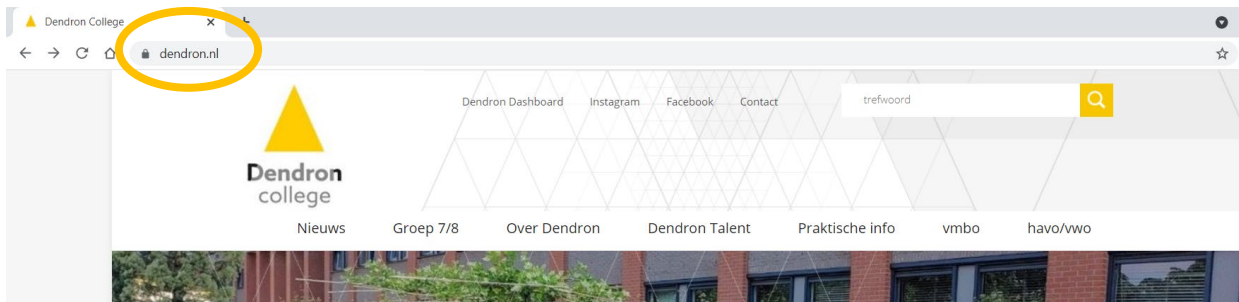 Dendron College
dendron.nl
Dendron Dashboard Instagram Facebook Contact trefwoord
Dendron
college
Nieuws Groep 7/8 Over Dendron Dendron Talent Praktische info vmbo havo/vwo